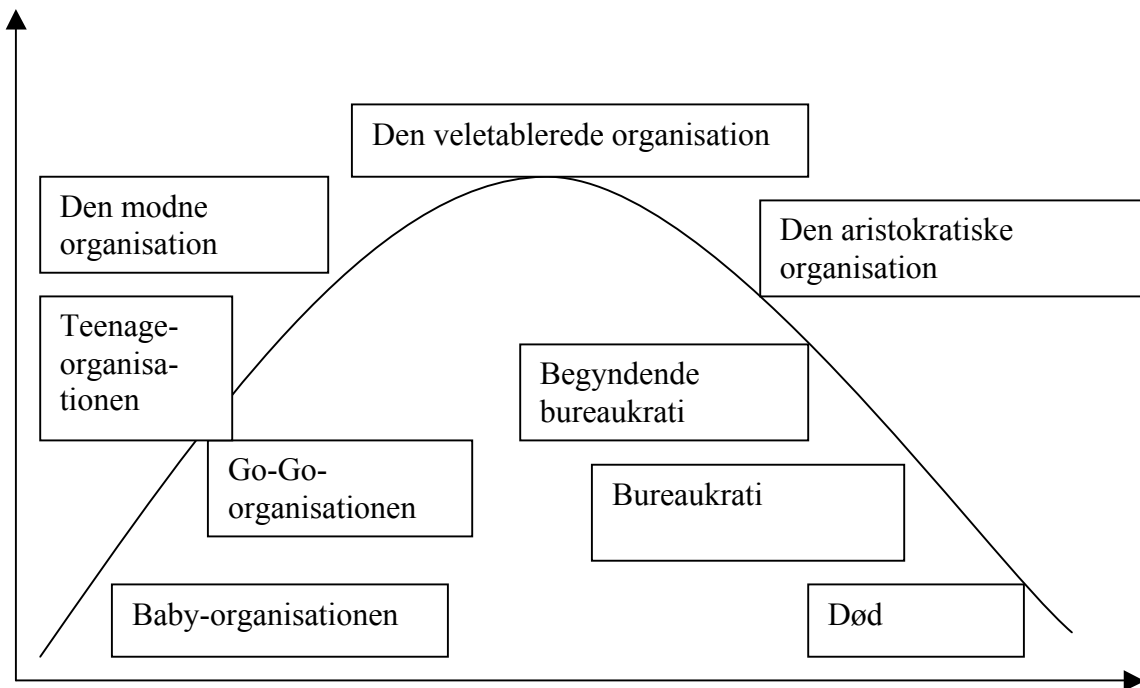 Den veletablerede organisation
Den modne
organisation
Den aristokratiske
organisation
Teenage-
organisa-
tionen
Begyndende
bureaukrati
Go-Go-
organisationen
Bureaukrati
Baby-organisationen
Død